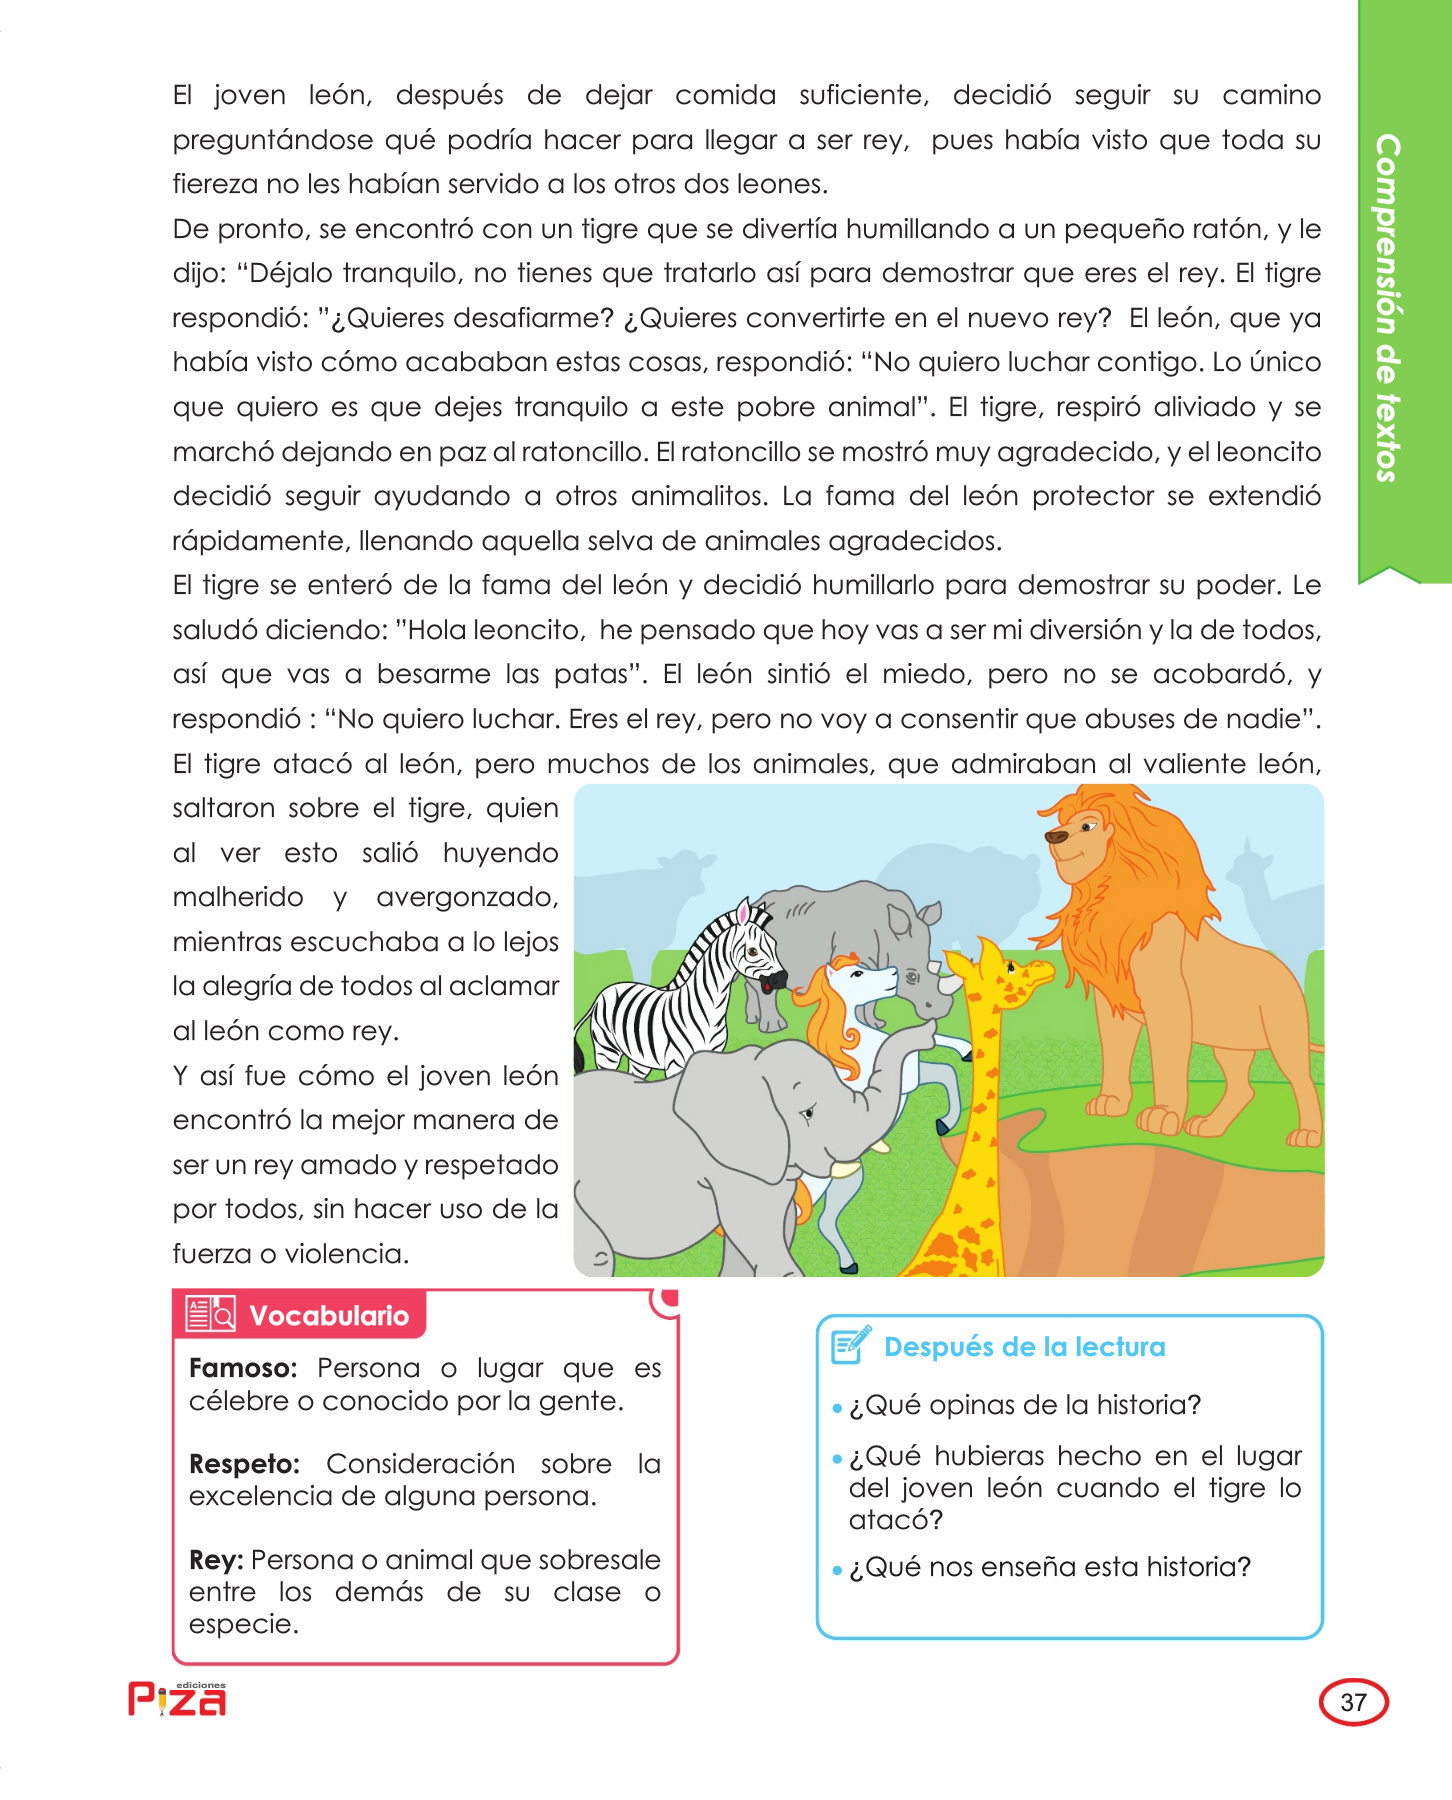 El joven león, después de dejar comida suficiente, decidió seguir su camino
preguntándose qué podría hacer para llegar a ser rey,  pues había visto que toda su
fiereza no les habían servido a los otros dos leones.
De pronto, se encontró con un tigre que se divertía humillando a un pequeño ratón, y le
dijo: “Déjalo tranquilo, no tienes que tratarlo así para demostrar que eres el rey. El tigre
respondió: ”¿Quieres desafiarme? ¿Quieres convertirte en el nuevo rey?  El león, que ya
había visto cómo acababan estas cosas, respondió: “No quiero luchar contigo. Lo único
que quiero es que dejes tranquilo a este pobre animal”. El tigre, respiró aliviado y se
marchó dejando en paz al ratoncillo. El ratoncillo se mostró muy agradecido, y el leoncito
decidió seguir ayudando a otros animalitos. La fama del león protector se extendió
rápidamente, llenando aquella selva de animales agradecidos.
El tigre se enteró de la fama del león y decidió humillarlo para demostrar su poder. Le
saludó diciendo: ”Hola leoncito,  he pensado que hoy vas a ser mi diversión y la de todos,
así que vas a besarme las patas”. El león sintió el miedo, pero no se acobardó, y
respondió : “No quiero luchar. Eres el rey, pero no voy a consentir que abuses de nadie”.
El tigre atacó al león, pero muchos de los animales, que admiraban al valiente león,
saltaron sobre el tigre, quien
al ver esto salió huyendo
malherido y avergonzado,
mientras escuchaba a lo lejos
la alegría de todos al aclamar
al león como rey.
Y así fue cómo el joven león
encontró la mejor manera de
ser un rey amado y respetado
por todos, sin hacer uso de la
fuerza o violencia.
Vocabulario
Famoso: Persona o lugar que es
célebre o conocido por la gente.
Respeto: Consideración sobre la
excelencia de alguna persona.
Rey: Persona o animal que sobresale
entre los demás de su clase o
especie.
Después de la lectura
• ¿Qué opinas de la historia?
• ¿Qué hubieras hecho en el lugar
del joven león cuando el tigre lo
atacó?
• ¿Qué nos enseña esta historia?
Comprensión de textos
ediciones
Piza
37